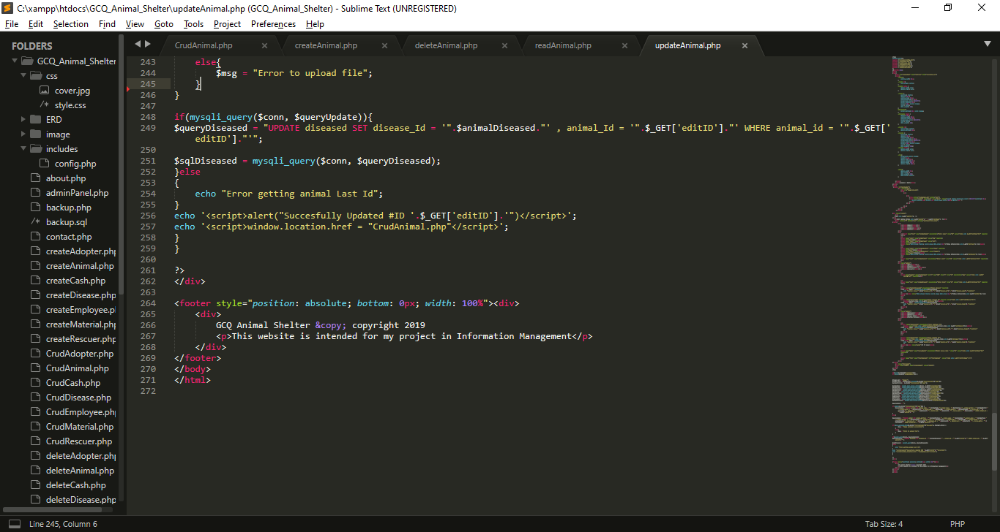 C:\xampp\htdocs\GCQ_Animal_Shelter\updateAnimal.php (GCQ_Animal_Shelter) - Sublime Text (UNREGISTERED)
File Edit Selection Find View Goto Tools Project Preferences Help
FOLDERS
GCQ_Animal_Shelter
css
cover.jpg
/* style.css
ERD
image
includes
config.php
about.php
adminPanel.php
backup.php
/* backup.sql
contact.php
createAdopter.php
createAnimal.php
createCash.php
createDisease.php
createEmployee.pl
createMaterial.php
createRescuer.php
CrudAdopter.php
CrudAnimal.php
CrudCash.php
CrudDisease.php
CrudEmployee.php
CrudMaterial.php
CrudRescuer.php
deleteAdopter.php
deleteAnimal.php
deleteCash.php
deleteDisease.php
CrudAnimal.php × createAnimal.php × deleteAnimal.php × readAnimal.php × updateAnimal.php ×
243 else{
244 $msg = "Error to upload file";
245 }
246 }
247
248 if(mysqli_query($conn, $queryUpdate)){
249 $queryDiseased = "UPDATE diseased SET disease_Id = '".$animalDiseased."' , animal_Id = '".$_GET['editID']."' WHERE animal_id = '".$_GET['
editID']."'";
250
251 $sqlDiseased = mysqli_query($conn, $queryDiseased);
252 }else
253 {
254 echo "Error getting animal Last Id";
255 }
256 echo '<script>alert("Succesfully Updated #ID '.$_GET['editID'].'")</script>';
257 echo '<script>window.location.href = "CrudAnimal.php"</script>';
258 }
259 }
260
261 ?>
262 </div>
263
264 <footer style="position: absolute; bottom: 0px; width: 100%"><div>
265 <div>
266 GCQ Animal Shelter &copy; copyright 2019
267 <p>This website is intended for my project in Information Management</p>
268 </div>
269 </footer>
270 </body>
271 </html>
272
Line 245, Column 6
Tab Size: 4
PHP